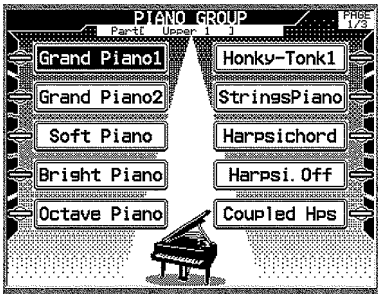 PIANO GROUP
PAGE
1/3
Part[ Upper 1 ]
Grand Piano1
Honky-Tonk1
Grand Piano2
StringsPiano
Soft Piano
Harpsichord
Bright Piano
Harpsi.Off
Octave Piano
Coupled Hps